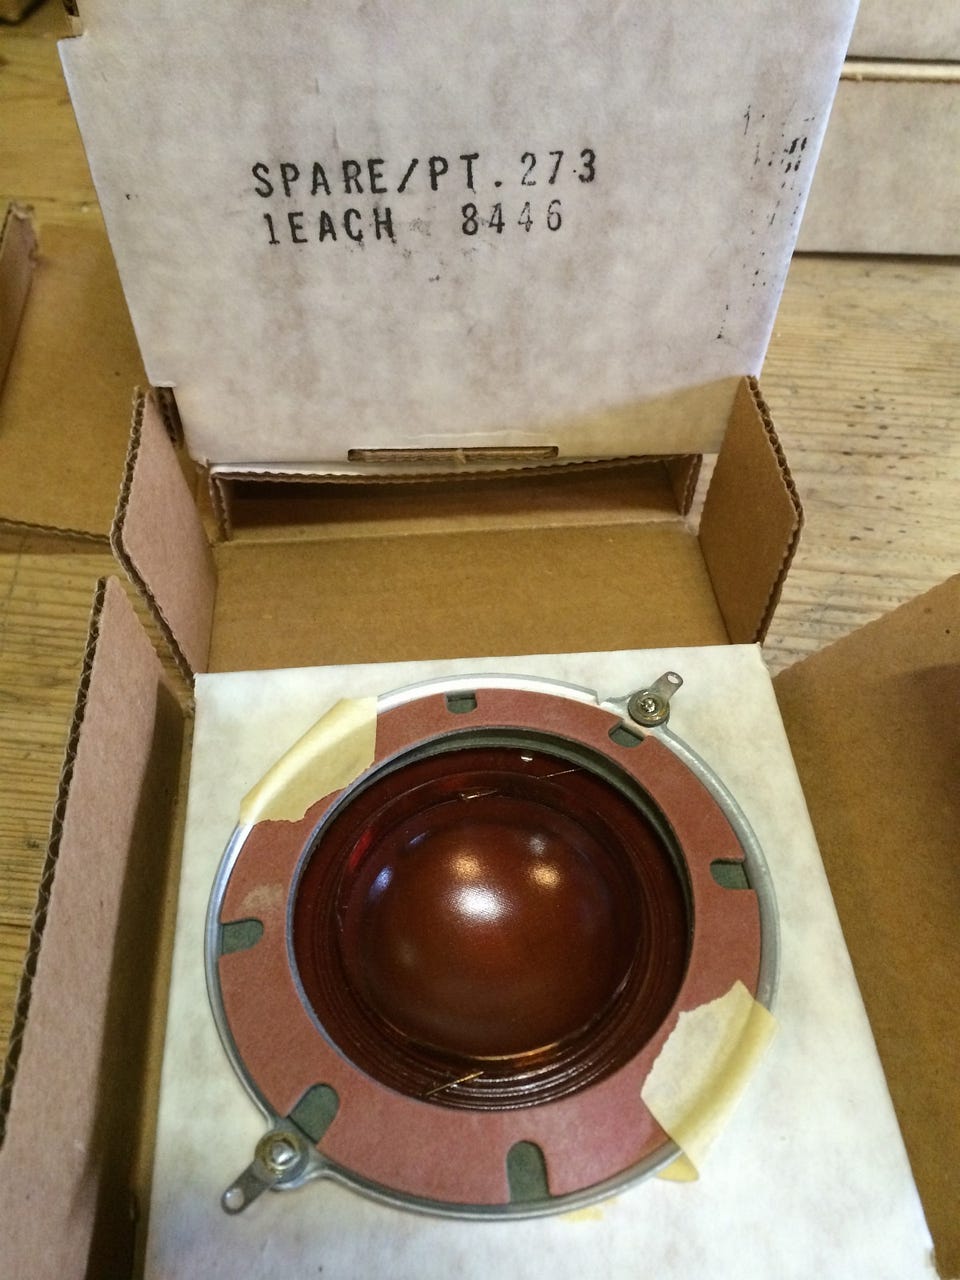 SPARE/PT. 273
1EACH 8446